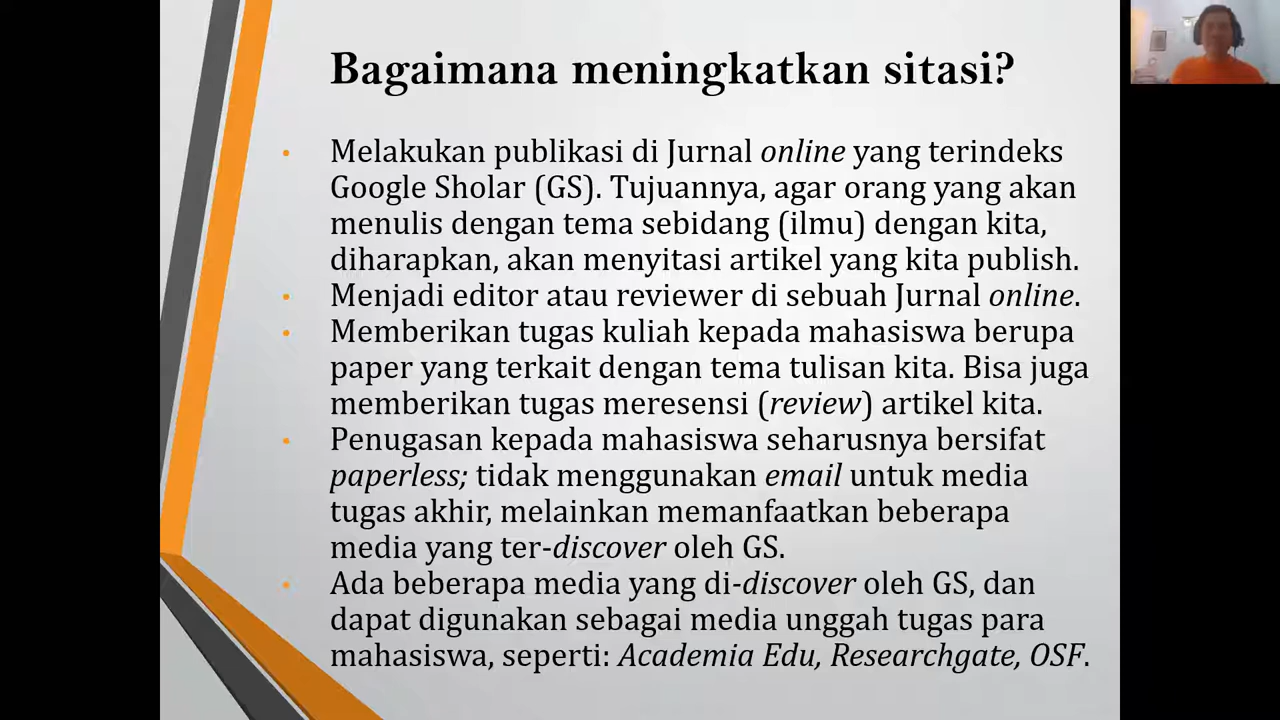 Bagaimana meningkatkan sitasi?
• Melakukan publikasi di Jurnal online yang terindeks
Google Sholar (GS). Tujuannya, agar orang yang akan
menulis dengan tema sebidang (ilmu) dengan kita,
diharapkan, akan menyitasi artikel yang kita publish.
• Menjadi editor atau reviewer di sebuah Jurnal online.
• Memberikan tugas kuliah kepada mahasiswa berupa
paper yang terkait dengan tema tulisan kita. Bisa juga
memberikan tugas meresensi (review) artikel kita.
• Penugasan kepada mahasiswa seharusnya bersifat
paperless; tidak menggunakan email untuk media
tugas akhir, melainkan memanfaatkan beberapa
media yang ter-discover oleh GS.
• Ada beberapa media yang di-discover oleh GS, dan
dapat digunakan sebagai media unggah tugas para
mahasiswa, seperti: Academia Edu, Researchgate, OSF.